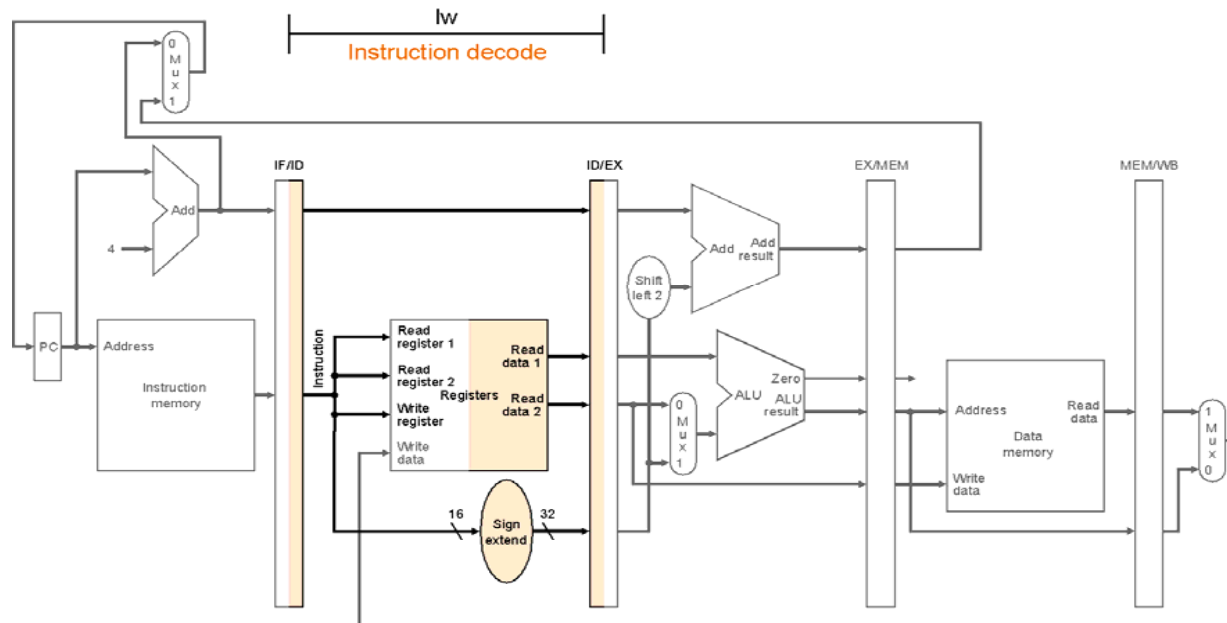 lw
Instruction decode
0
M
u
x
1
IF/ID
ID/EX
EX/MEM
MEM/WB
Add
4
Add
Add
result
Shift
left 2
PC
Address
Instruction
memory
Instruction
Read
register 1
Read
register 2
Write
register
Write
data
Registers
Read
data 1
Read
data 2
0
M
u
x
1
Zero
ALU
ALU
result
Address
Read
data
Data
memory
Write
data
1
M
u
x
0
16
Sign
extend
32